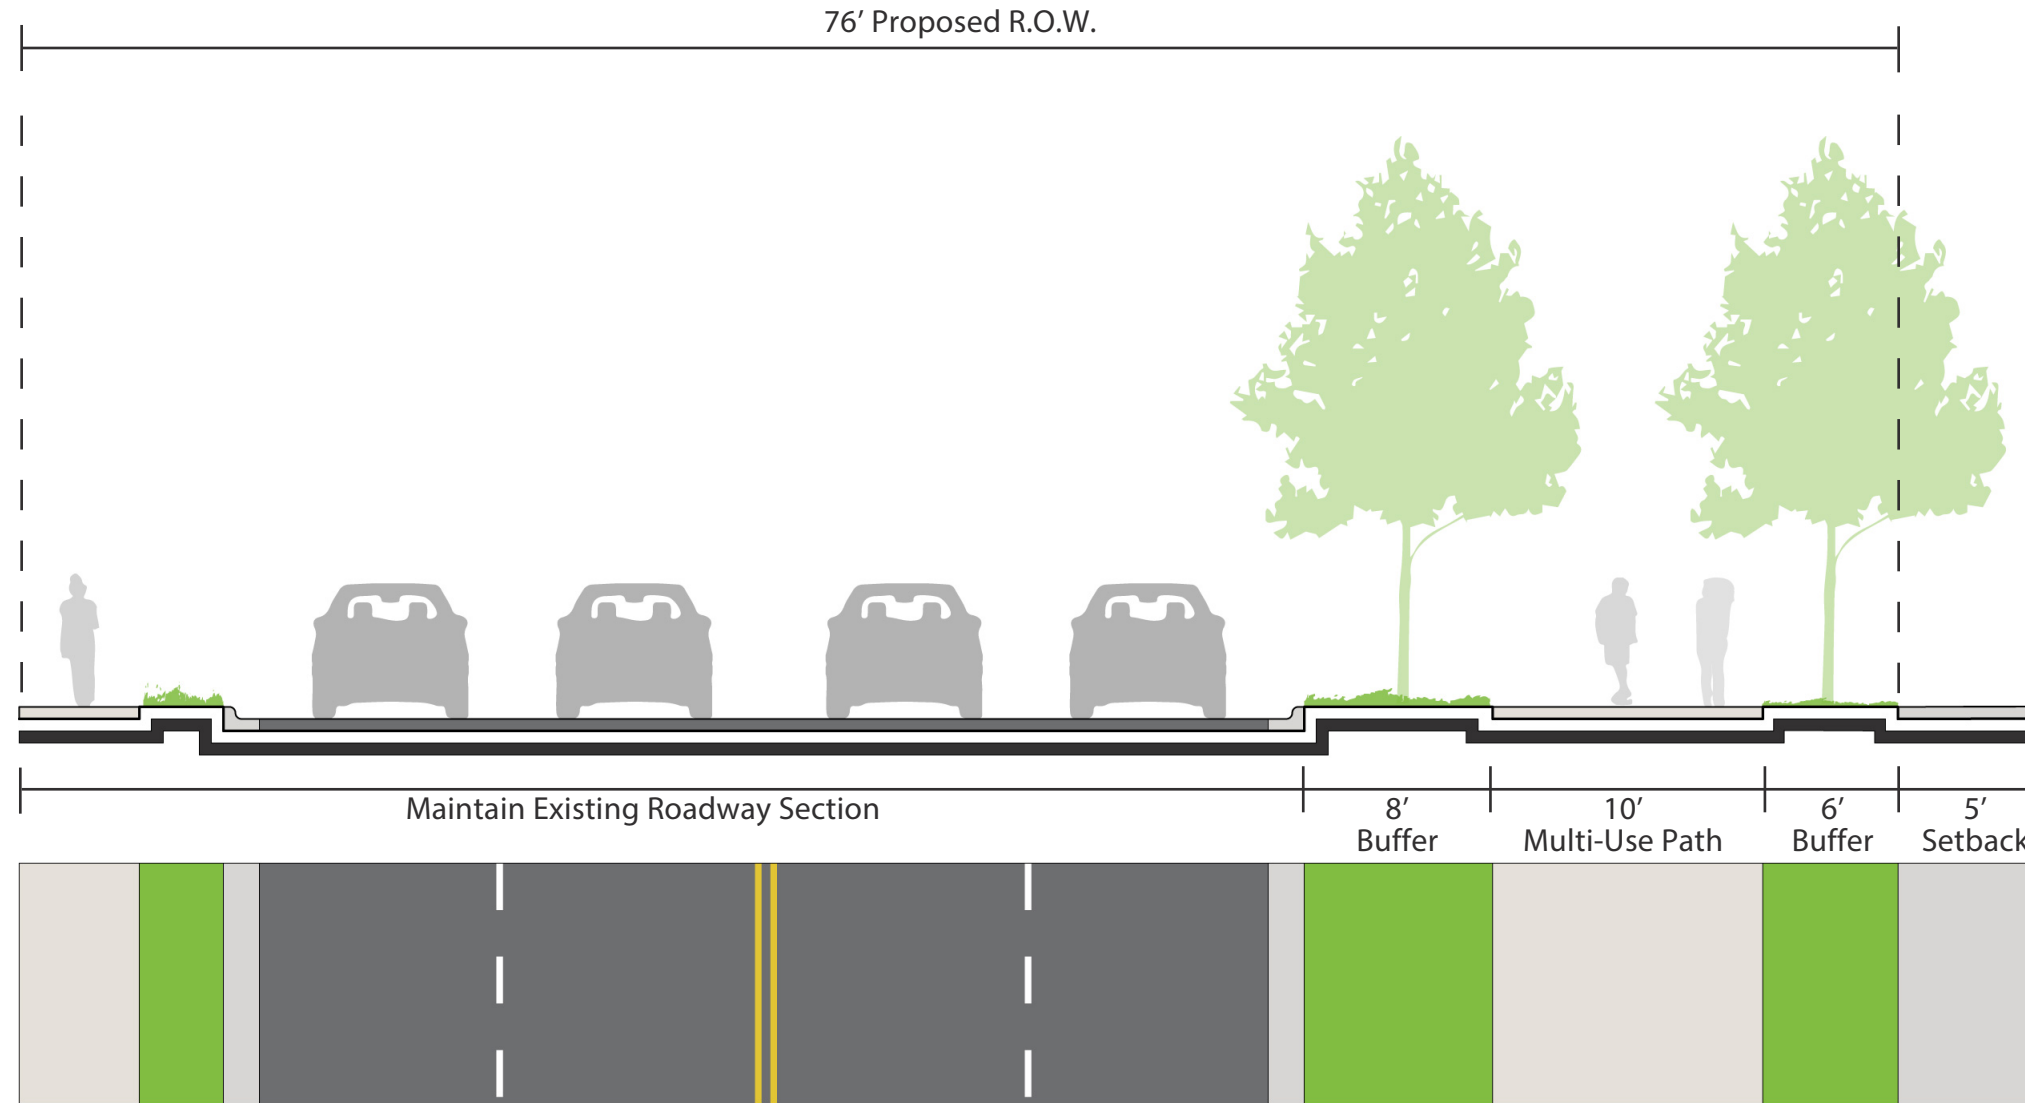 76’ Proposed R.O.W.
Maintain Existing Roadway Section
8’
Buffer
10’
Multi-Use Path
6’
Buffer
5’
Setback